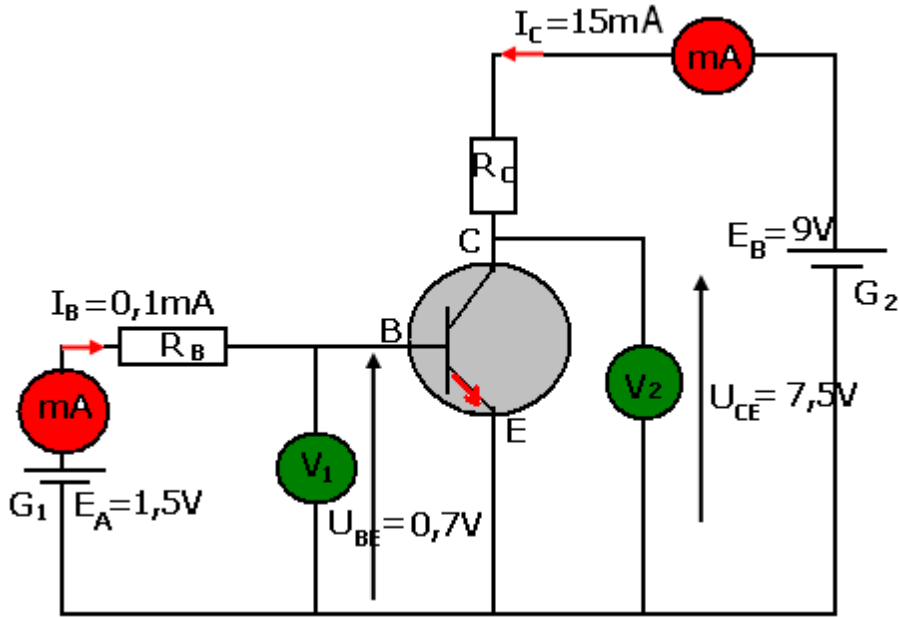 I_C=15mA
mA
R_C
C
E_B=9V
G_2
I_B=0,1mA
B
R_B
mA
V_2
U_CE=7,5V
E
V_1
G_1
E_A=1,5V
U_BE=0,7V